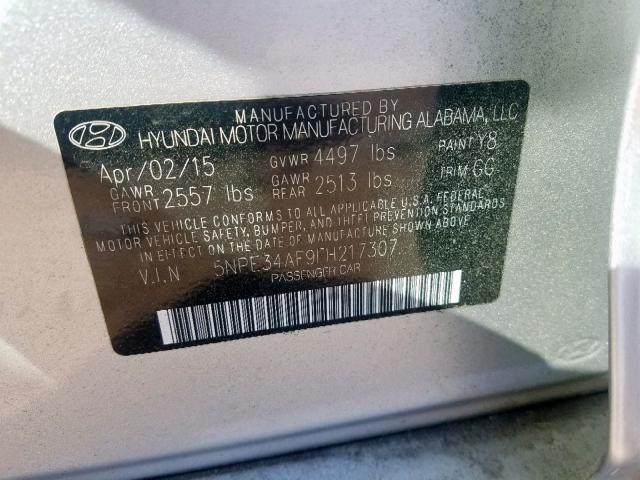 MANUFACTURED BY
HYUNDAI MOTOR MANUFACTURING ALABAMA, LLC
Apr/02/15 GVWR 4497 lbs PAINT Y8
GAWR FRONT 2557 lbs GAWR REAR 2513 lbs TRIM GG
THIS VEHICLE CONFORMS TO ALL APPLICABLE U.S.A. FEDERAL
MOTOR VEHICLE SAFETY, BUMPER, AND THEFT PREVENTION STANDARDS
IN EFFECT ON THE DATE OF MANUFACTURE SHOWN ABOVE.
V.I.N 5NPE34AF9FH217307
PASSENGER CAR